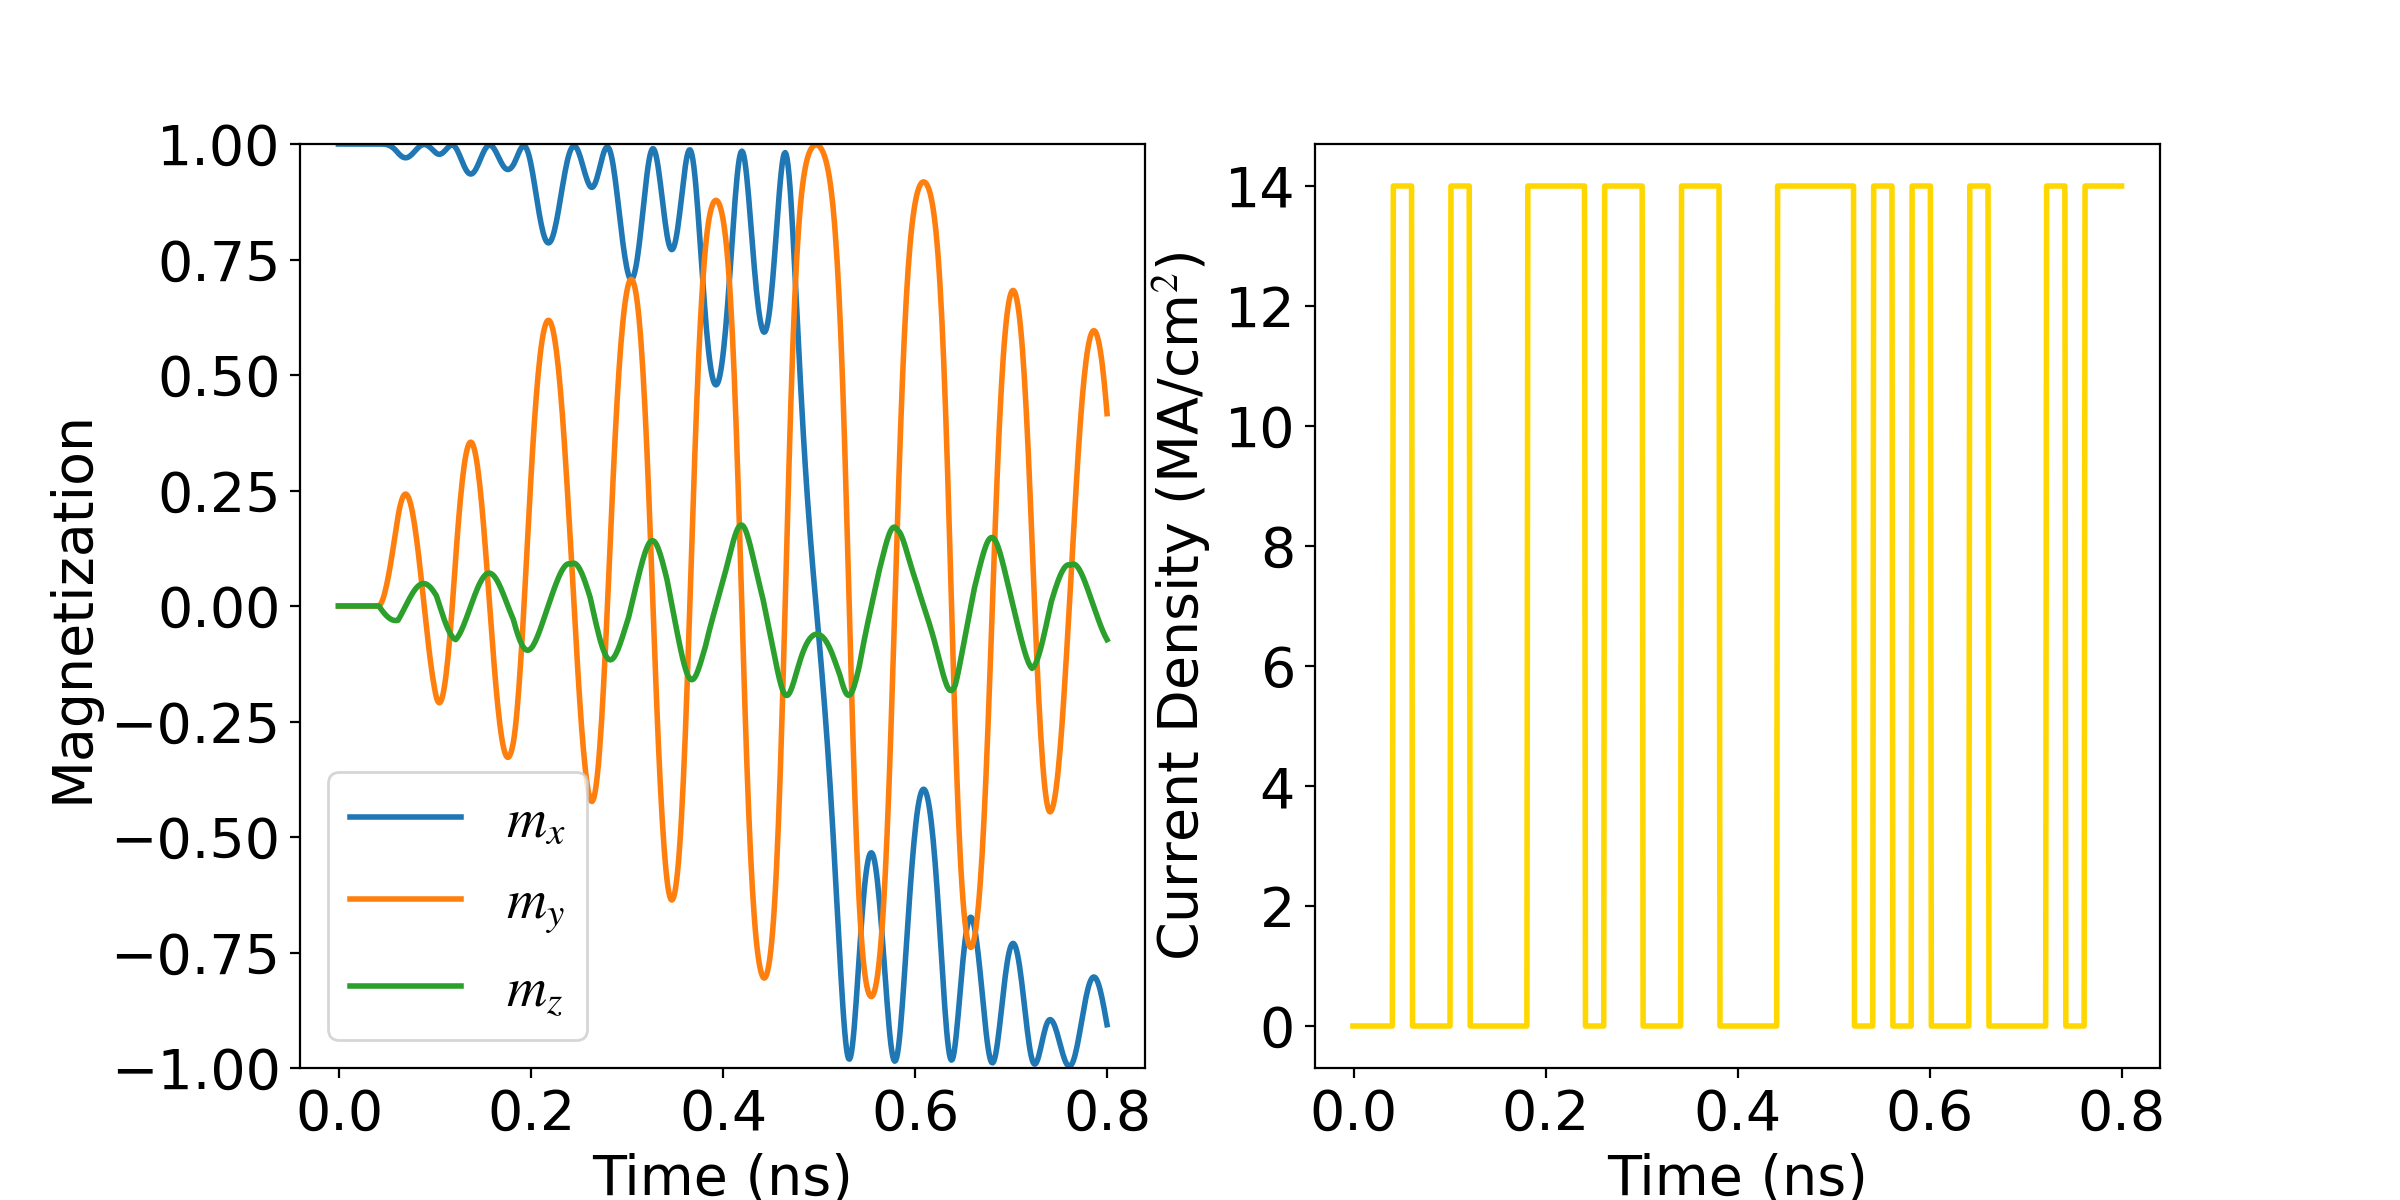 Magnetization
1.00
0.75
0.50
0.25
0.00
−0.25
−0.50
−0.75
−1.00
m_x
m_y
m_z
0.0 0.2 0.4 0.6 0.8
Time (ns)
Current Density (MA/cm²)
14
12
10
8
6
4
2
0
0.0 0.2 0.4 0.6 0.8
Time (ns)